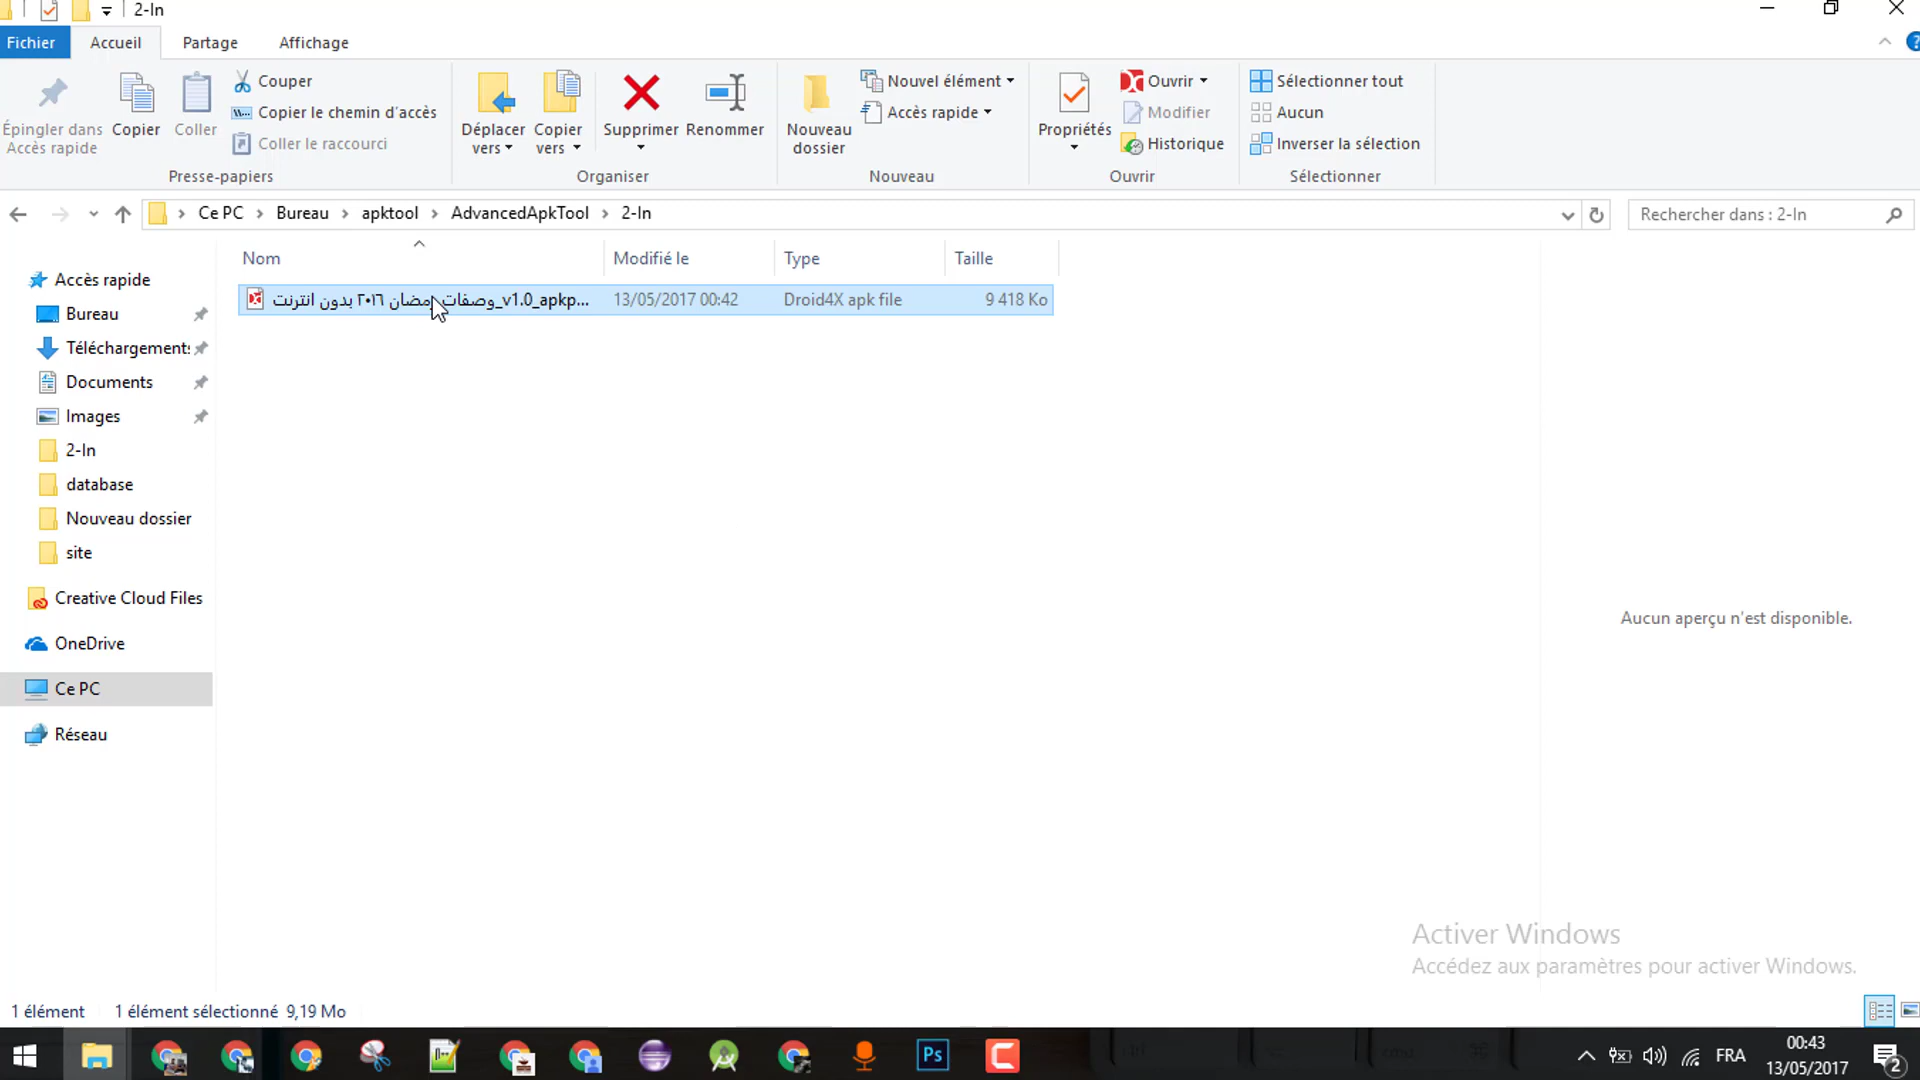 2-In
Fichier
Accueil
Partage
Affichage
Épingler dans
Accès rapide
Copier
Coller
Couper
Copier le chemin d'accès
Coller le raccourci
Presse-papiers
Déplacer
vers
Copier
vers
Supprimer
Renommer
Organiser
Nouveau
dossier
Nouvel élément
Accès rapide
Nouveau
Propriétés
Ouvrir
Modifier
Historique
Ouvrir
Sélectionner tout
Aucun
Inverser la sélection
Sélectionner
Ce PC > Bureau > apktool > AdvancedApkTool > 2-In
Rechercher dans : 2-In
Nom
Modifié le
Type
Taille
وصفات_رمضان ٢٠١٦ بدون انترنت_v1.0_apkp...
13/05/2017 00:42
Droid4X apk file
9 418 Ko
Accès rapide
Bureau
Téléchargement:
Documents
Images
2-In
database
Nouveau dossier
site
Creative Cloud Files
OneDrive
Ce PC
Réseau
Aucun aperçu n'est disponible.
Activer Windows
Accédez aux paramètres pour activer Windows.
1 élément
1 élément sélectionné 9,19 Mo
Ps
FRA
00:43
13/05/2017
2